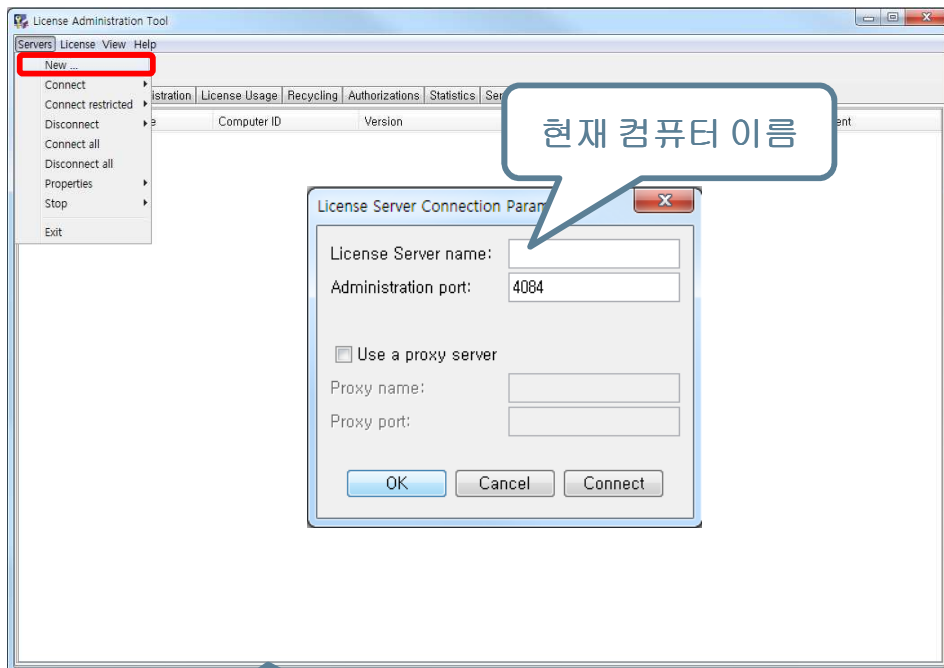 License Administration Tool
Servers License View Help
New ...
Connect
Connect restricted
Disconnect
Connect all
Disconnect all
Properties
Stop
Exit
istration License Usage Recycling Authorizations Statistics Ser
Computer ID Version
현재 컴퓨터 이름
License Server Connection Param
License Server name:
Administration port: 4084
Use a proxy server
Proxy name:
Proxy port:
OK Cancel Connect